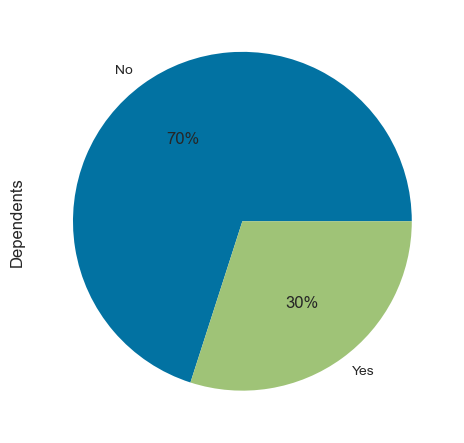 No
70%
Dependents
30%
Yes